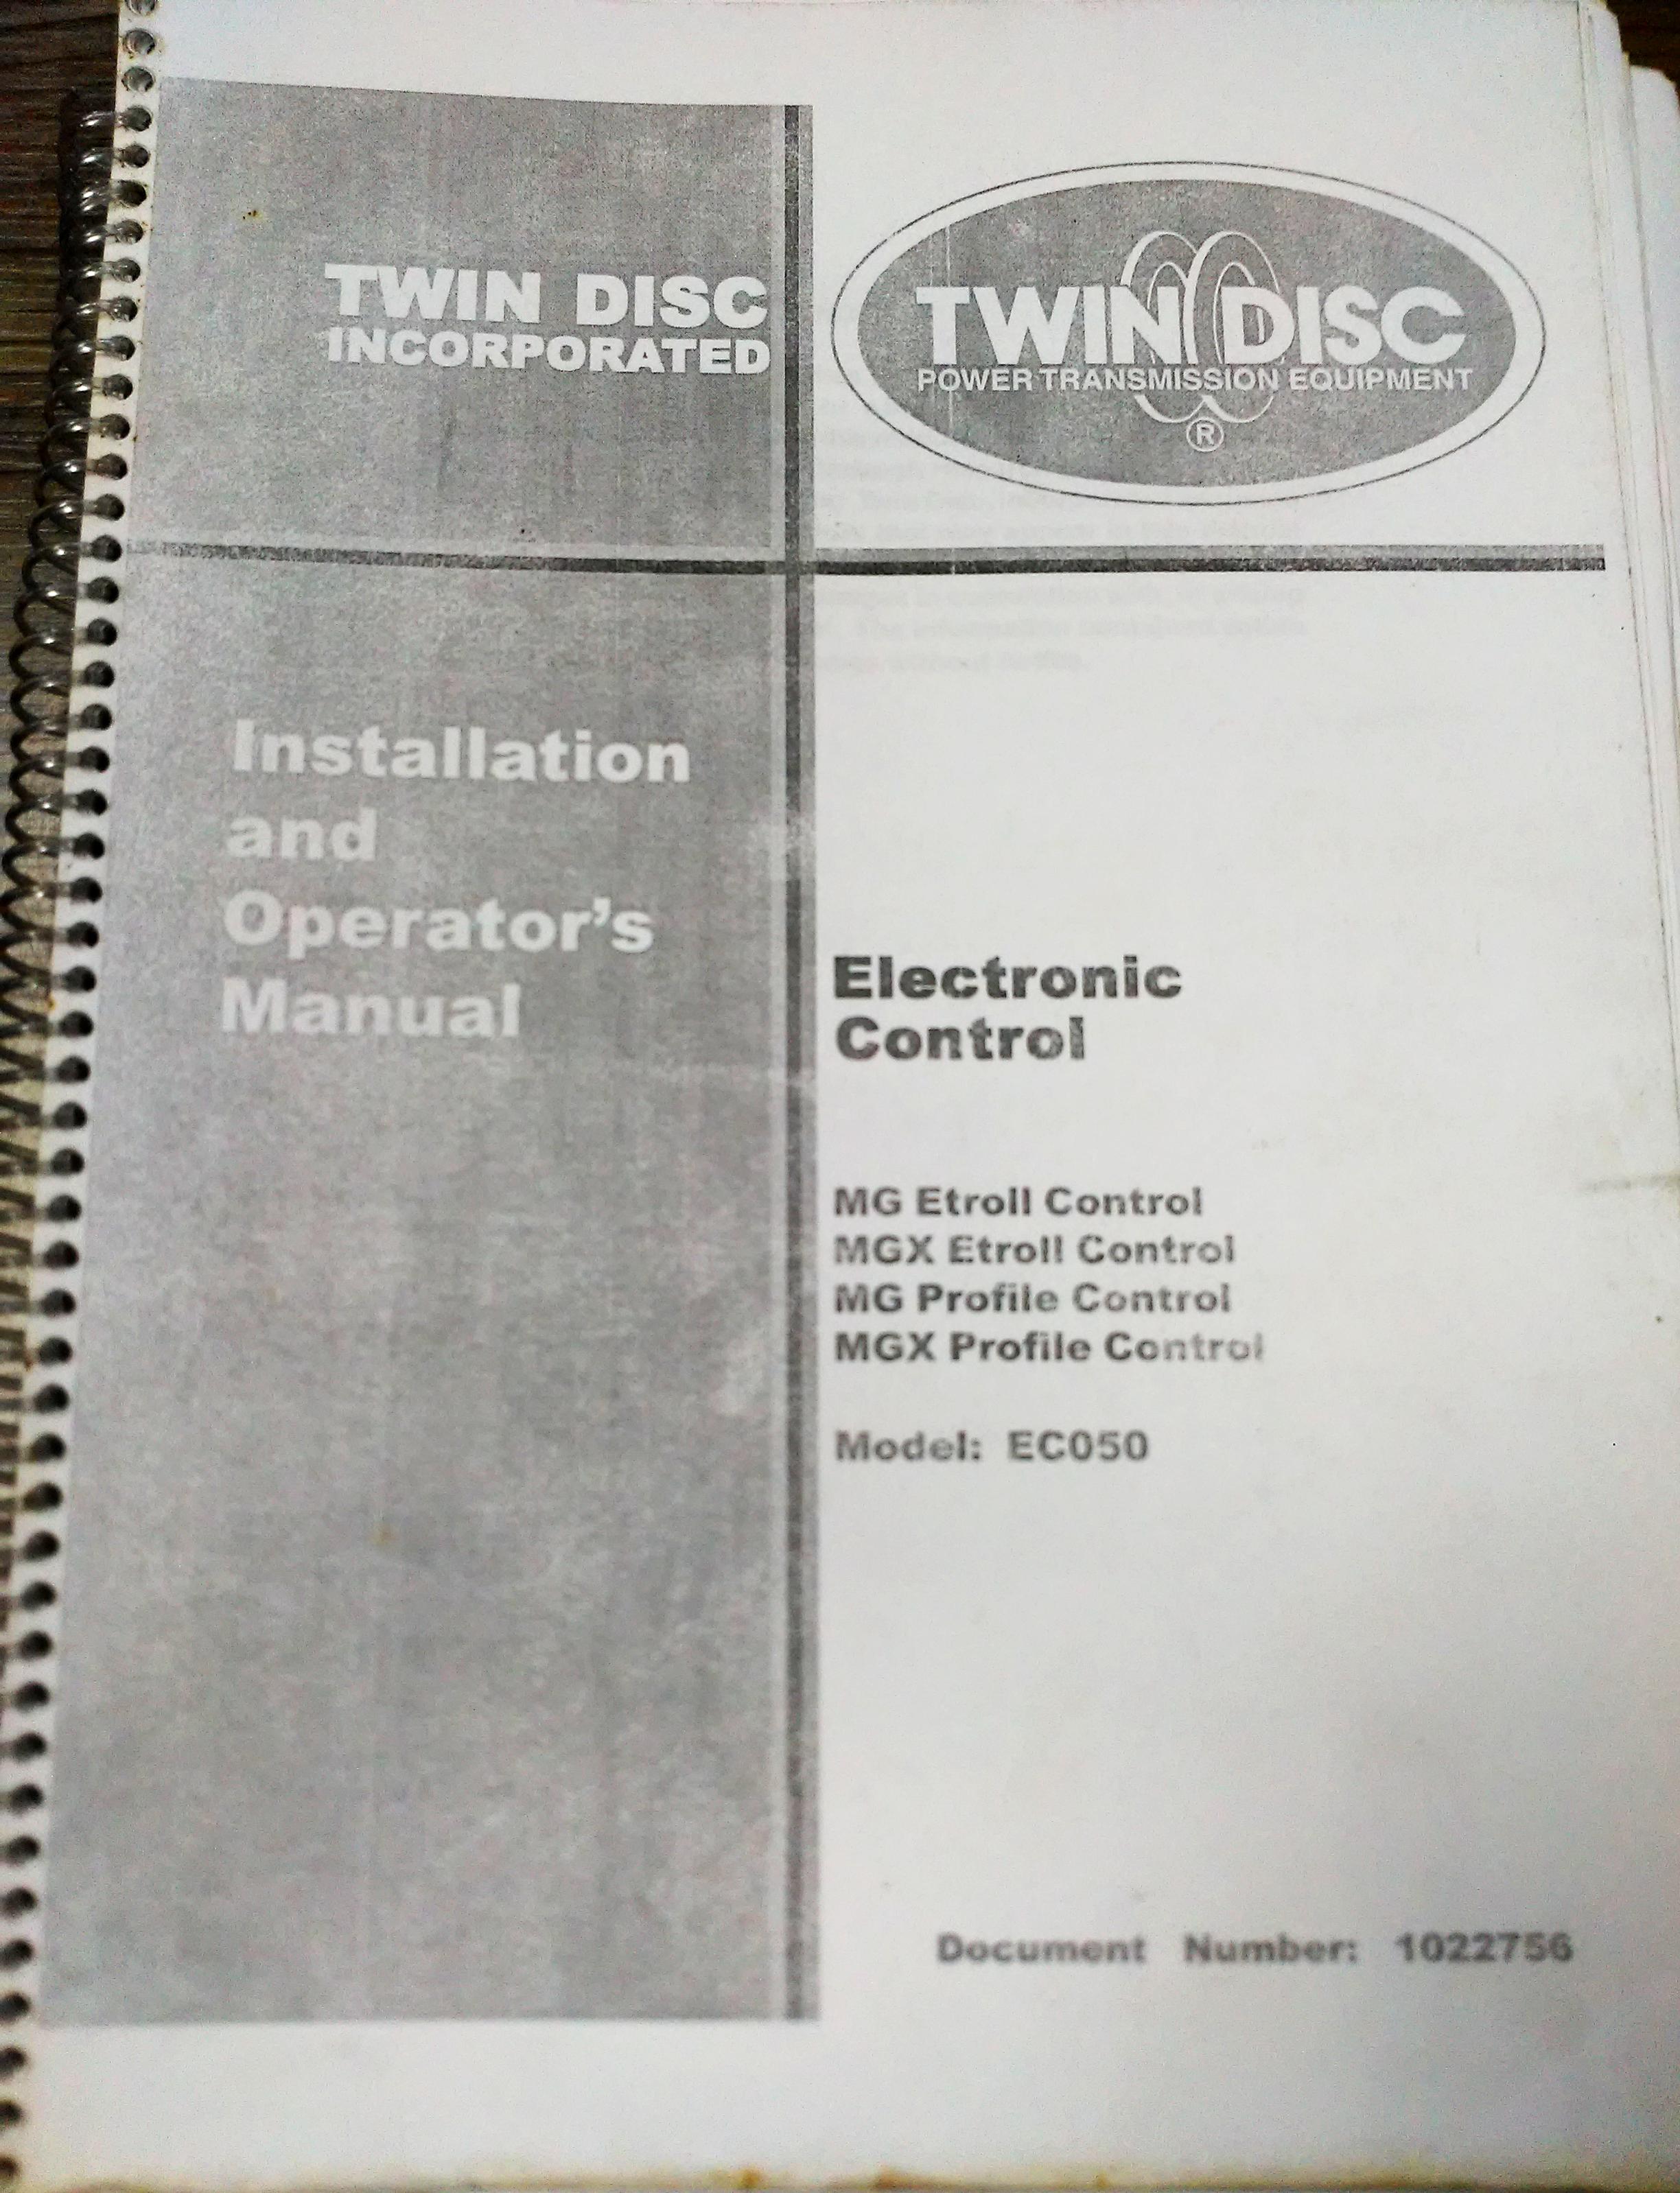 TWIN DISC
INCORPORATED
TWIN DISC
POWER TRANSMISSION EQUIPMENT
®
Installation
and
Operator's
Manual
Electronic
Control
MG Etroll Control
MGX Etroll Control
MG Profile Control
MGX Profile Control
Model: EC050
Document Number: 1022756